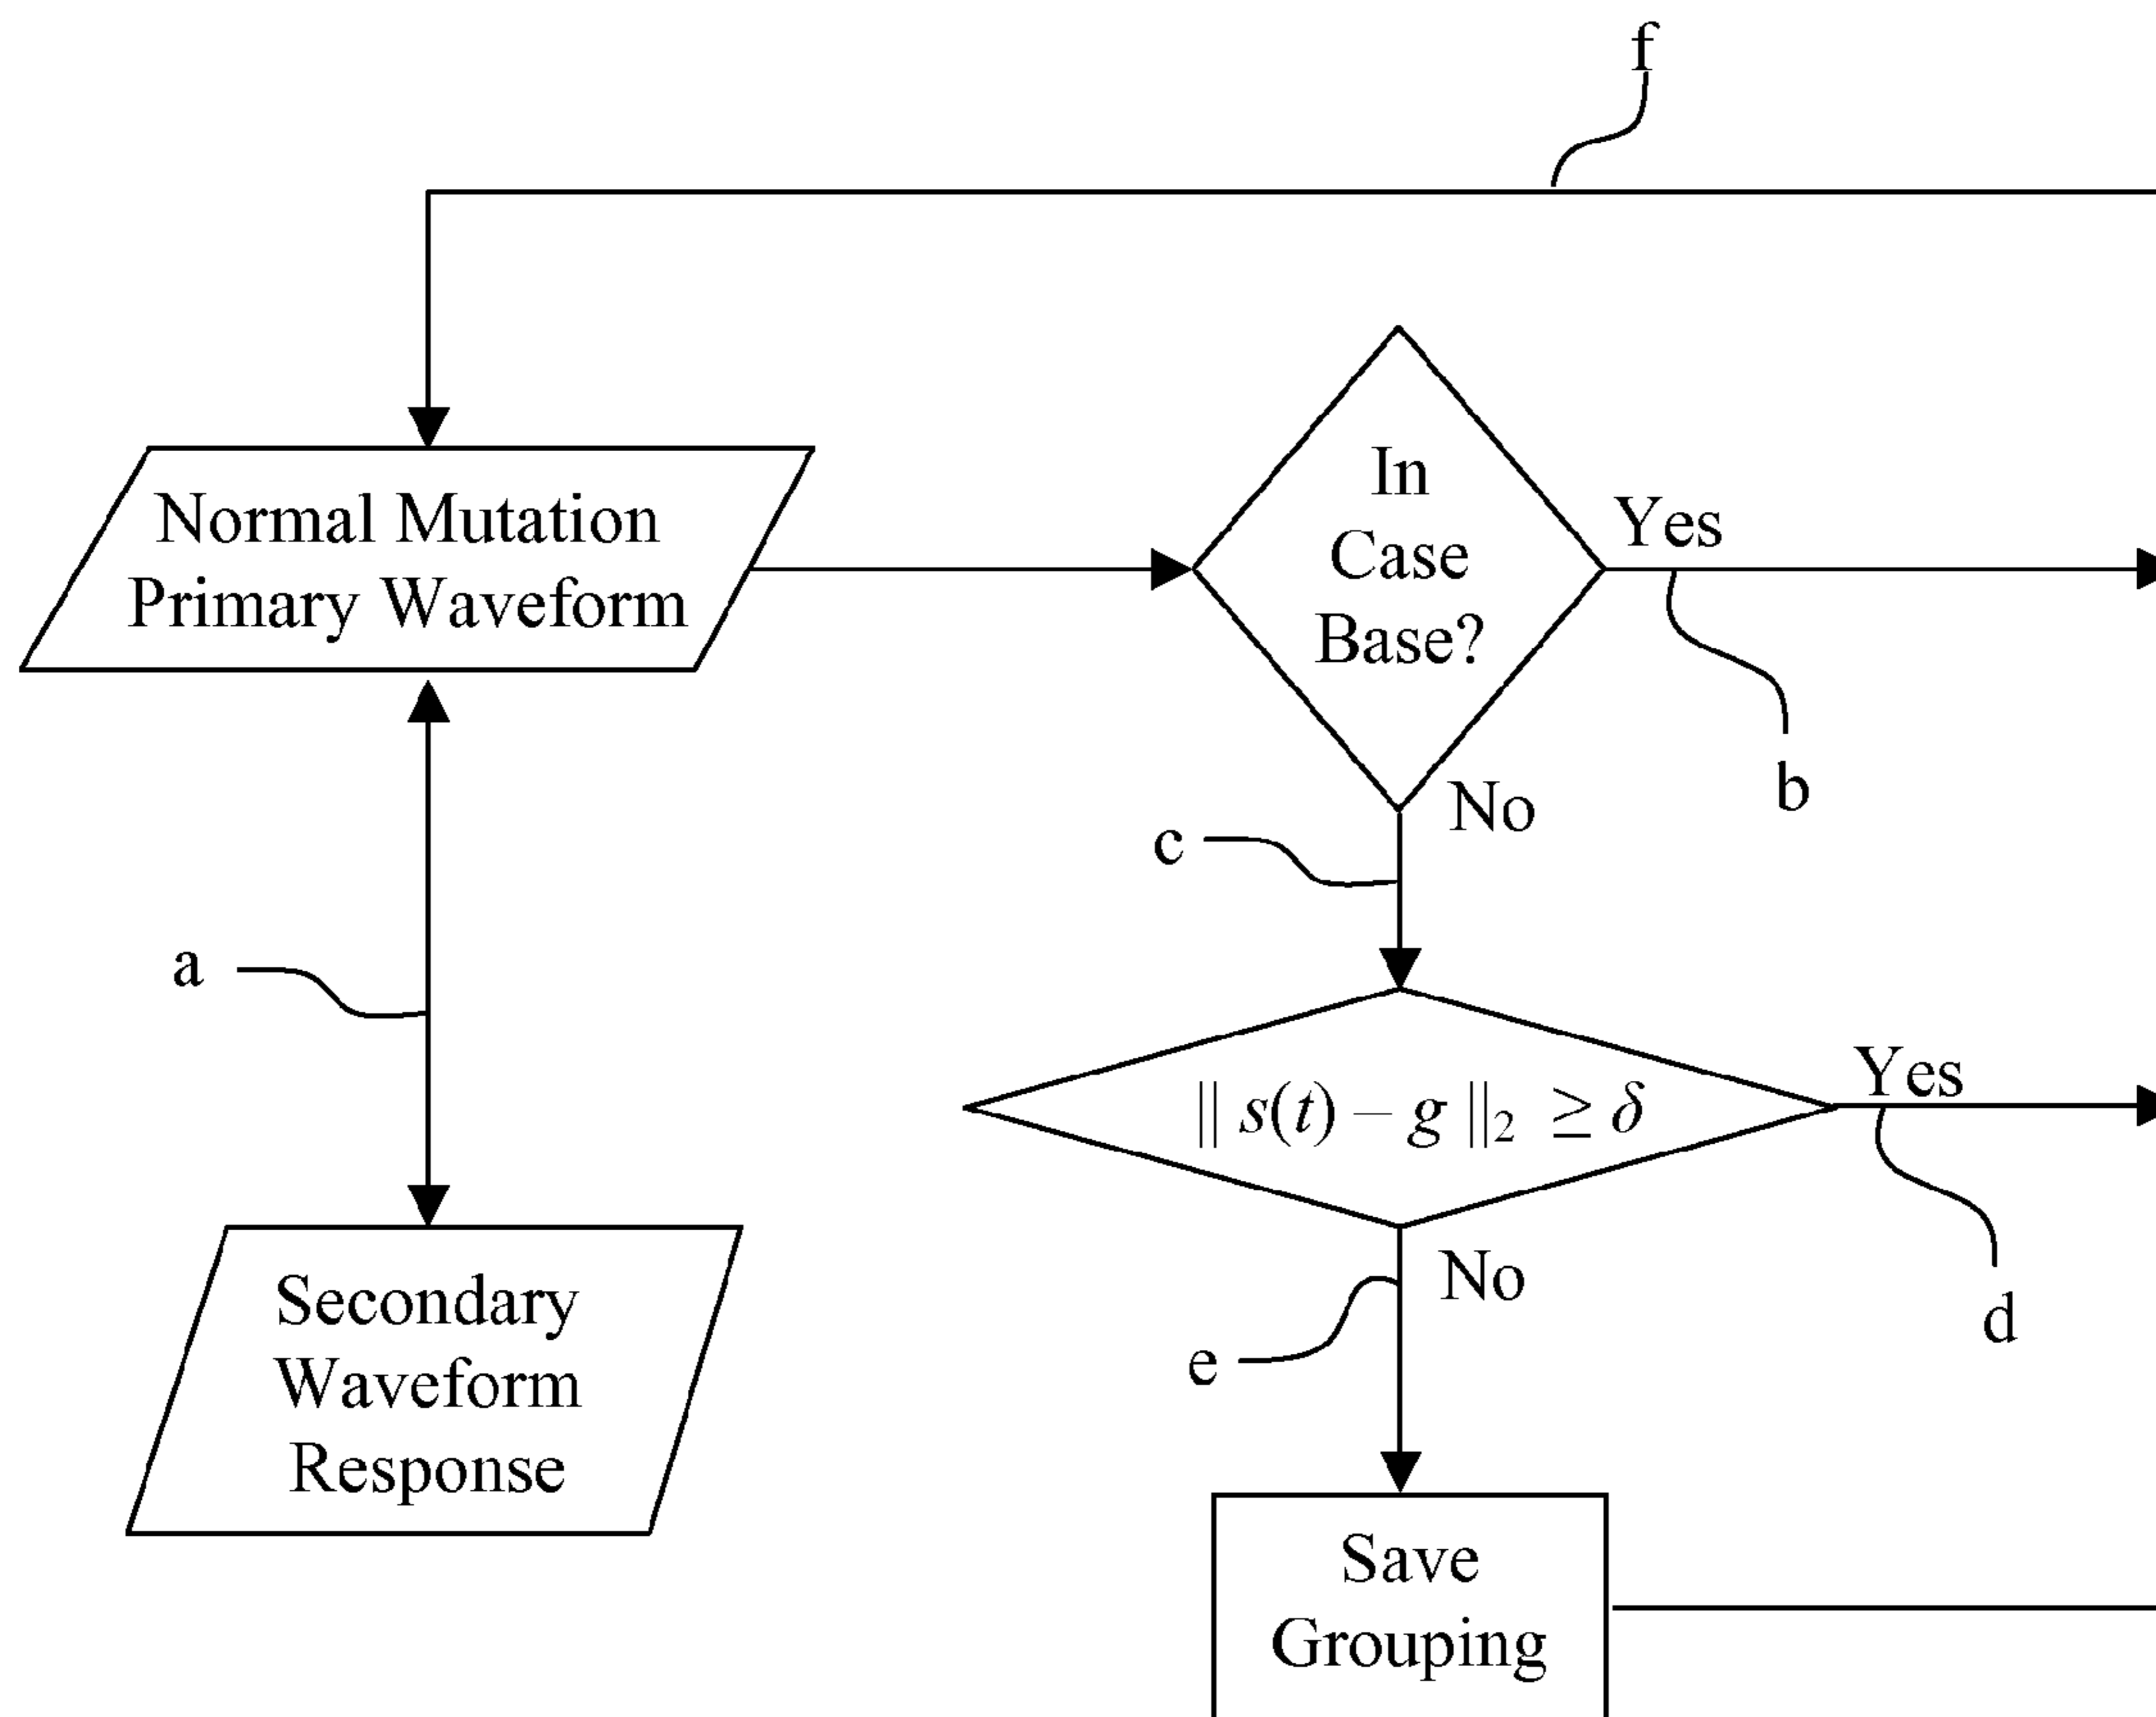 f
Normal Mutation
Primary Waveform
In
Case
Base?
Yes
b
No
c
a
|| s(t) – g ||₂ ≥ δ
Yes
d
No
e
Secondary
Waveform
Response
Save
Grouping